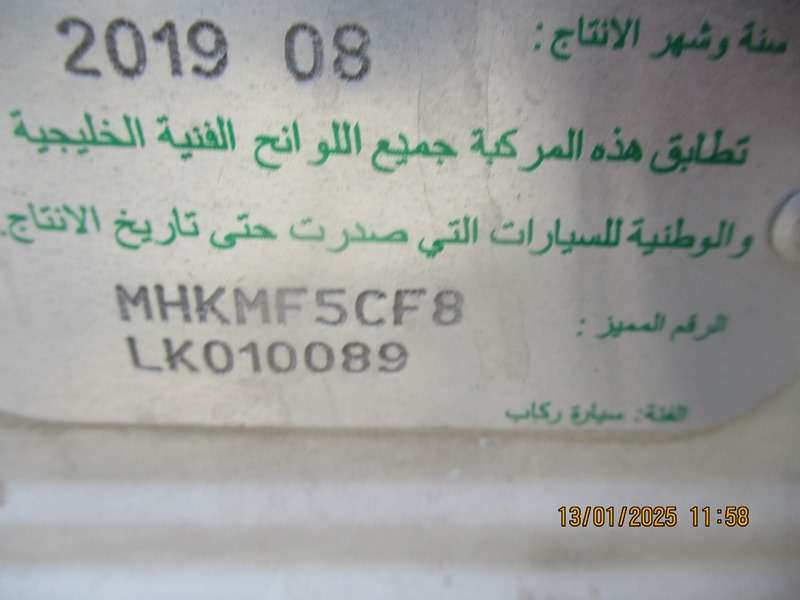 سنة وشهر الانتاج: 2019 08
تطابق هذه المركبة جميع اللوائح الفنية الخليجية
والوطنية للسيارات التي صدرت حتى تاريخ الانتاج.
الرقم المميز: MHKMF5CF8
LK010089
الفئة: سيارة ركاب
13/01/2025 11:58